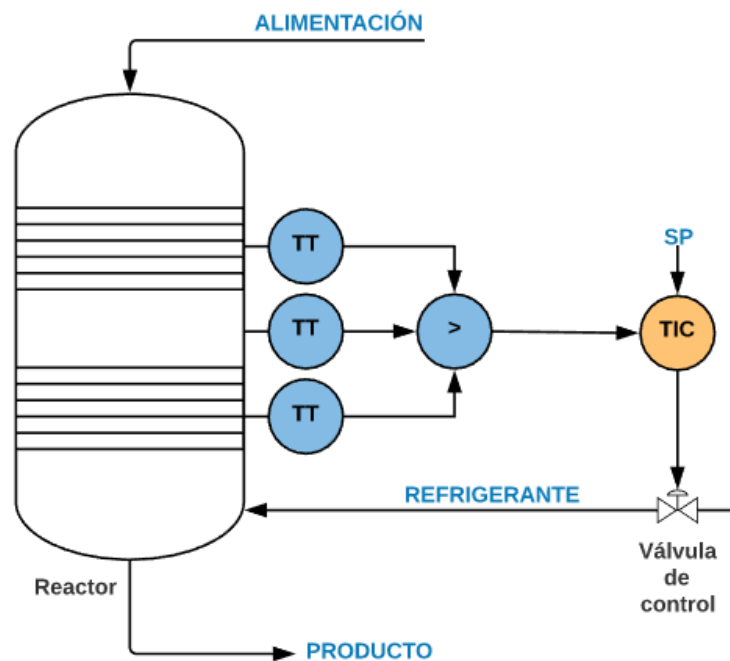 ALIMENTACIÓN
TT
SP
TT
>
TIC
TT
REFRIGERANTE
Válvula
de
control
Reactor
PRODUCTO